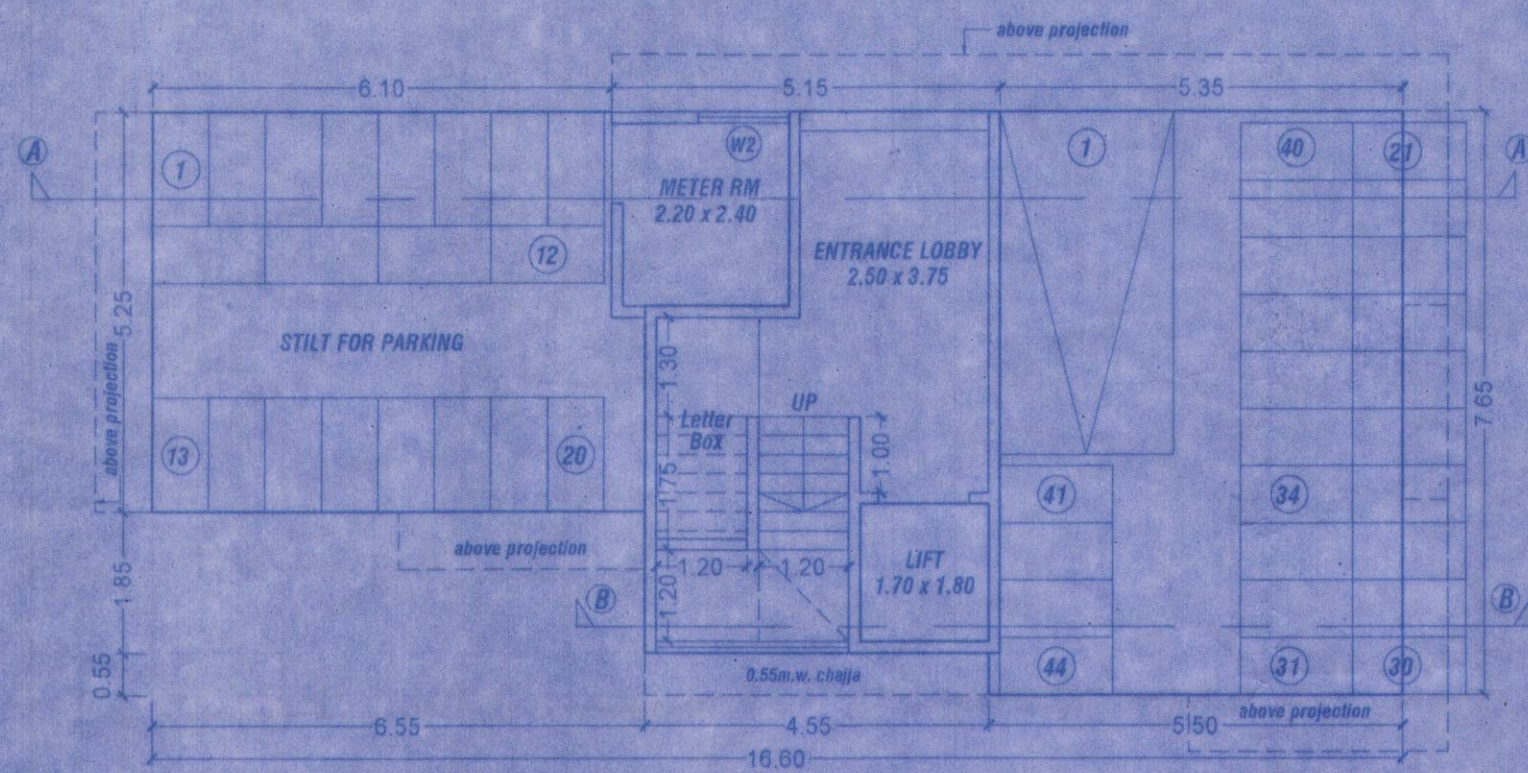 above projection
6.10
5.15
5.35
A
1
W2
1
40
21
A
METER RM
2.20 x 2.40
12
ENTRANCE LOBBY
2.50 x 3.75
5.25
above projection
STILT FOR PARKING
1.30
7.65
UP
Letter
Box
1.00
13
20
1.75
41
34
above projection
LIFT
1.70 x 1.80
1.20
1.20
1.85
1.20
B
B
0.55
0.55m.w. chajja
44
31
30
above projection
6.55
4.55
5.50
16.60